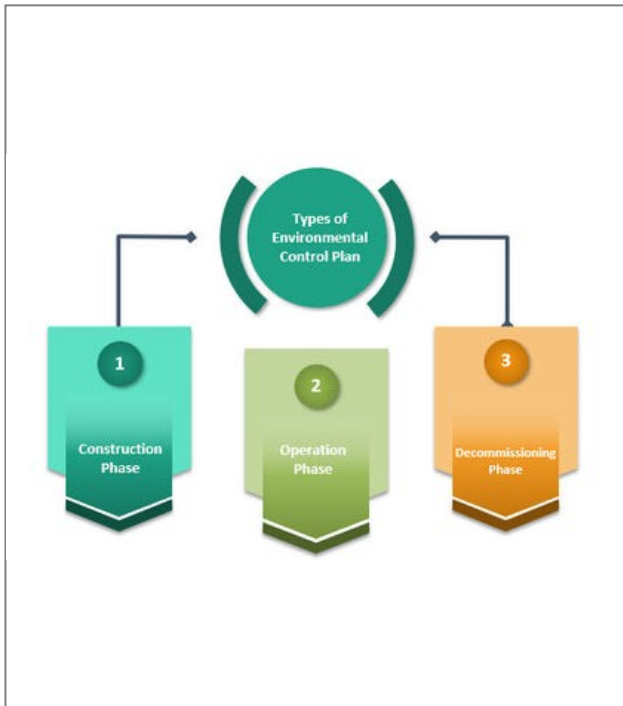 Types of
Environmental
Control Plan
1
Construction
Phase
2
Operation
Phase
3
Decommissioning
Phase